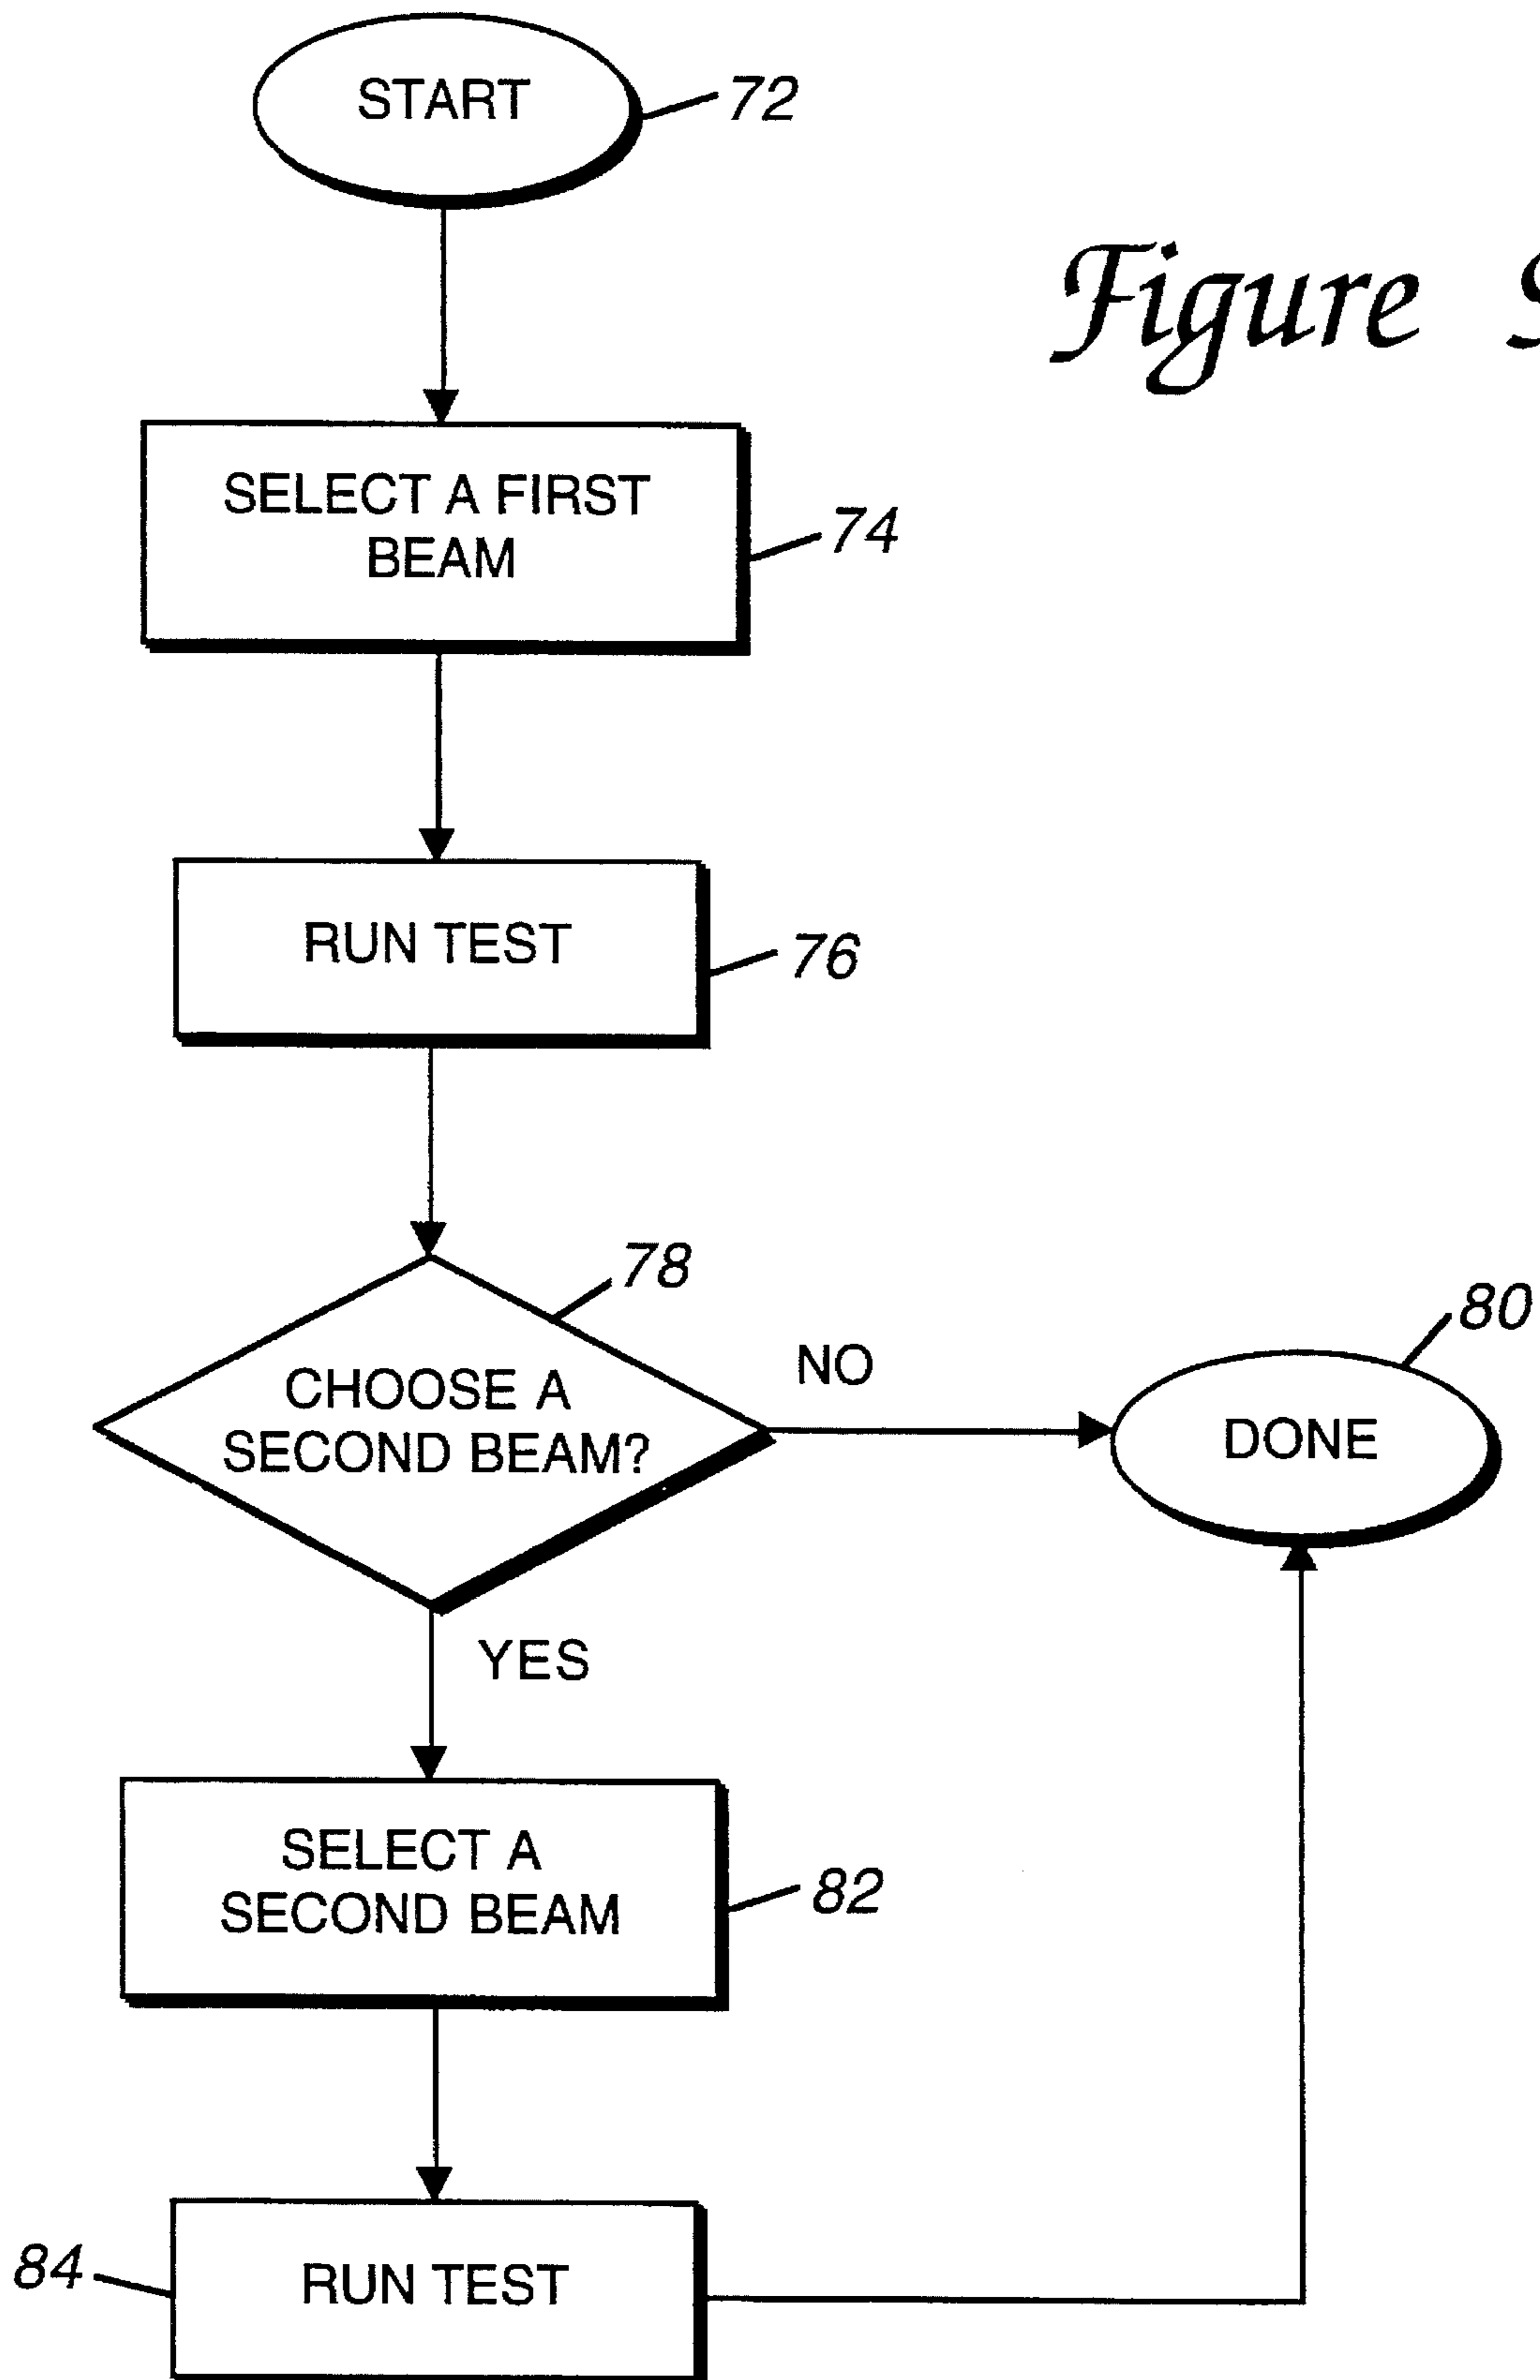 START
72
Figure
SELECT A FIRST
BEAM
74
RUN TEST
76
78
CHOOSE A
SECOND BEAM?
NO
80
DONE
YES
SELECT A
SECOND BEAM
82
84
RUN TEST